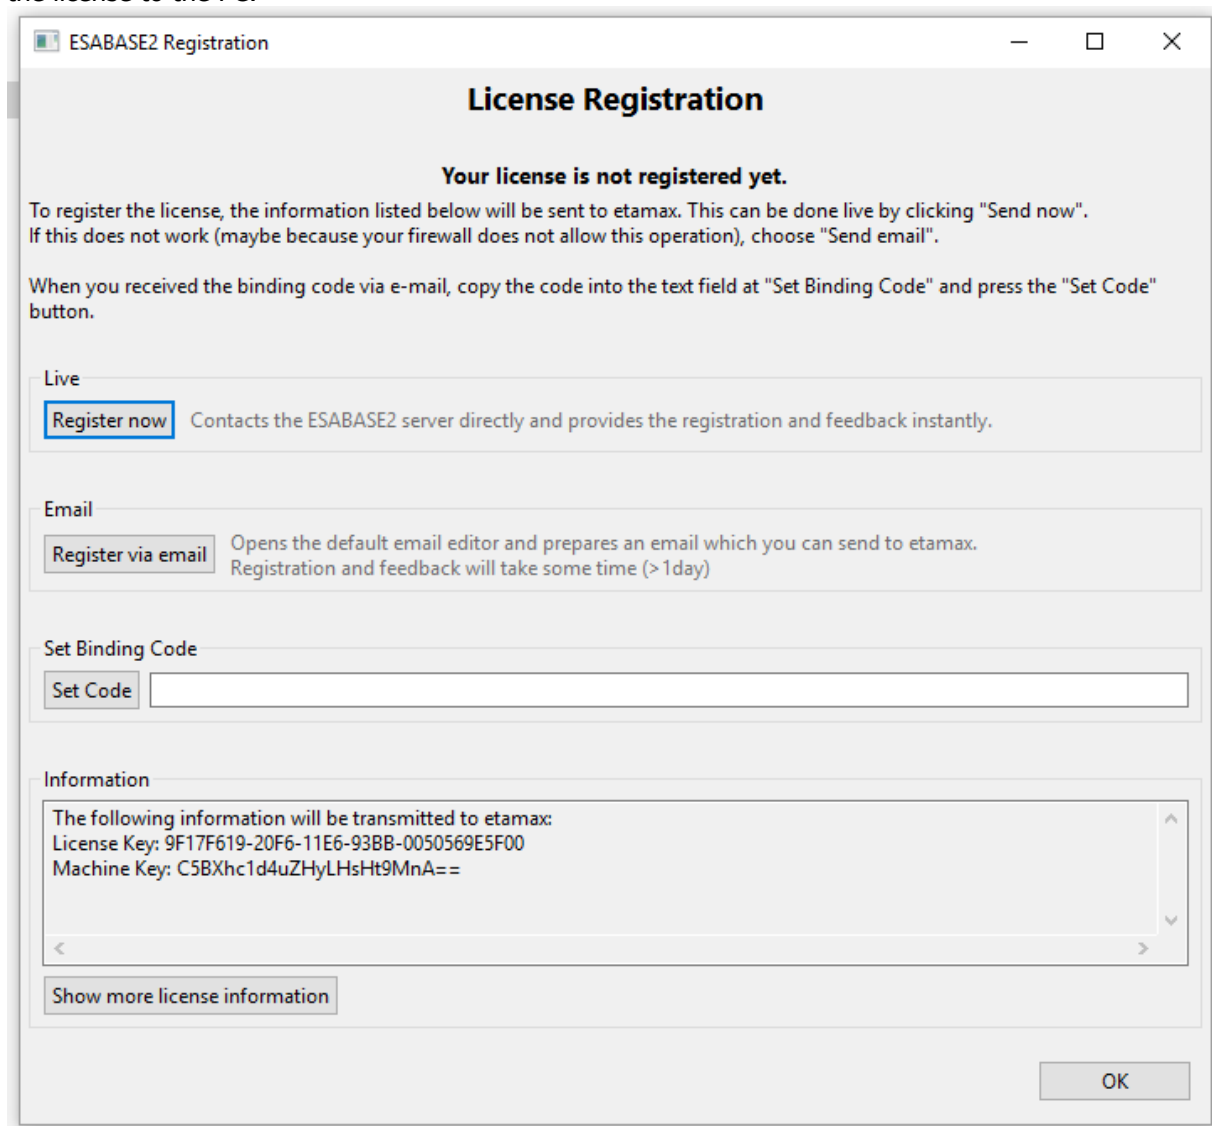 the license to the PC.
ESABASE2 Registration
License Registration
Your license is not registered yet.
To register the license, the information listed below will be sent to etamax. This can be done live by clicking "Send now".
If this does not work (maybe because your firewall does not allow this operation), choose "Send email".
When you received the binding code via e-mail, copy the code into the text field at "Set Binding Code" and press the "Set Code"
button.
Live
Register now Contacts the ESABASE2 server directly and provides the registration and feedback instantly.
Email
Register via email
Opens the default email editor and prepares an email which you can send to etamax.
Registration and feedback will take some time (>1day)
Set Binding Code
Set Code
Information
The following information will be transmitted to etamax:
License Key: 9F17F619-20F6-11E6-93BB-0050569E5F00
Machine Key: C5BXhc1d4uZHyLHsHt9MnA==
Show more license information
OK